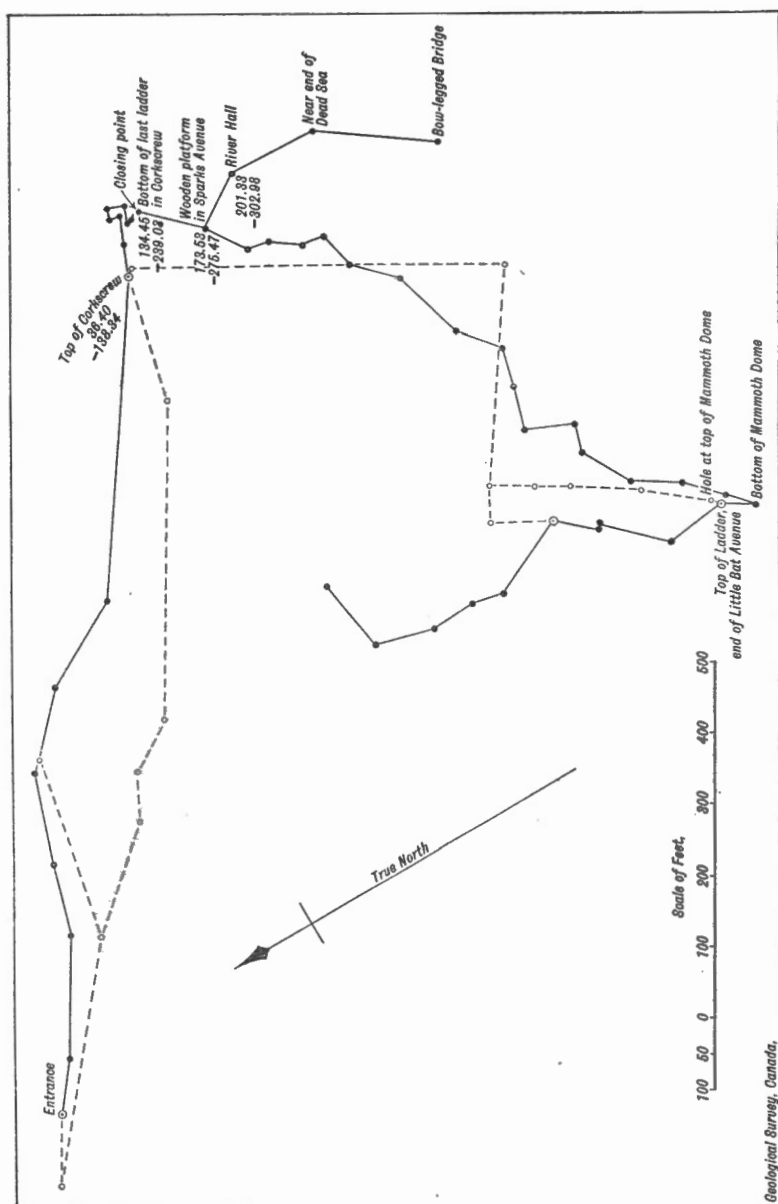 Entrance
Top of Corkscrew
36.40
-138.34
Closing point
Bottom of last ladder
in Corkscrew
134.45
-239.02
Wooden platform
in Sparks Avenue
173.53
-275.47
River Hall
201.33
-302.98
Near end of
Dead Sea
Bow-legged Bridge
True North
Hole at top of Mammoth Dome
Top of Ladder,
end of Little Bat Avenue
Bottom of Mammoth Dome
Scale of Feet,
100 50 0 100 200 300 400 500
Geological Survey, Canada,